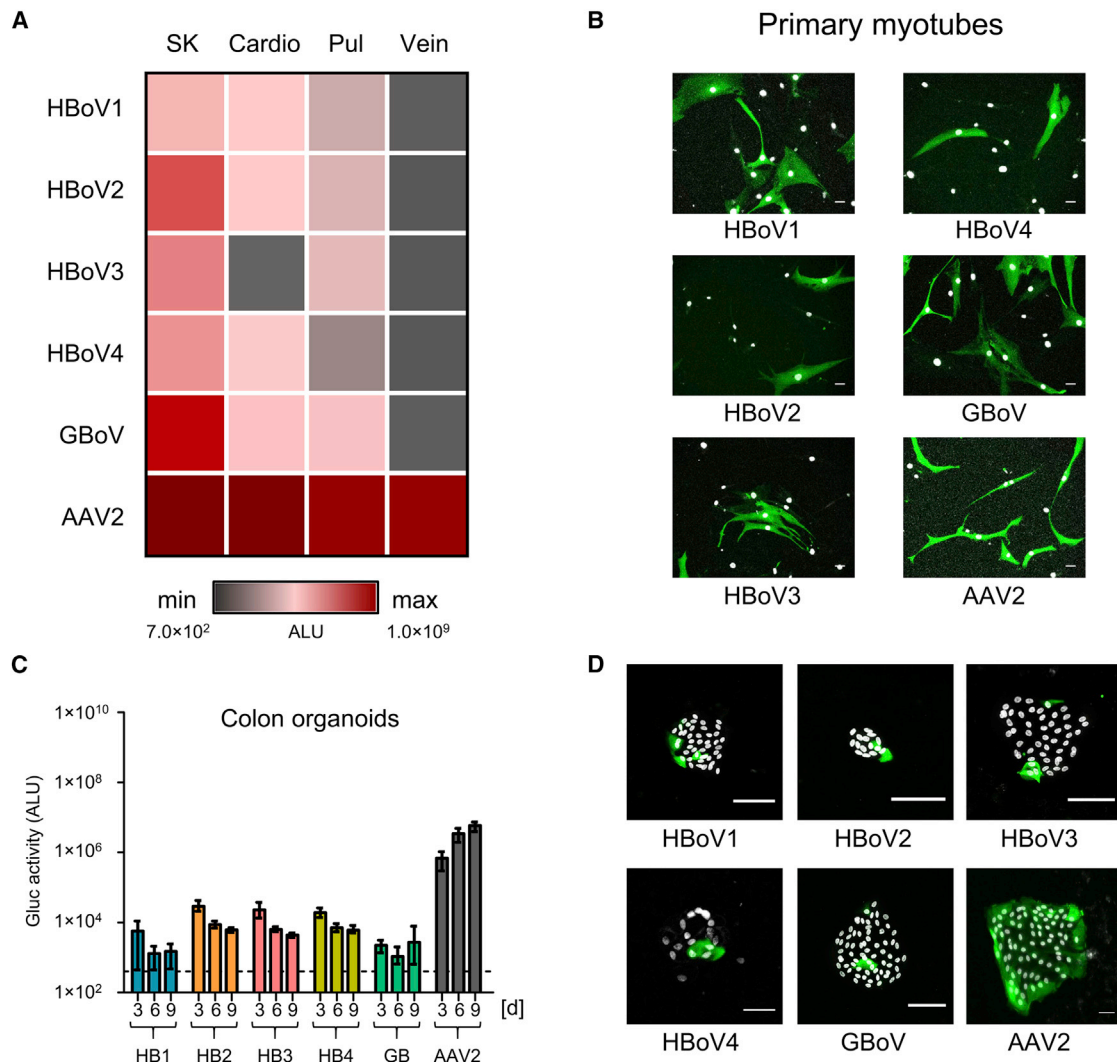 A
SK Cardio Pul Vein
HBoV1
HBoV2
HBoV3
HBoV4
GBoV
AAV2
min max
7.0×10² ALU 1.0×10⁹
B
Primary myotubes
HBoV1 HBoV4
HBoV2 GBoV
HBoV3 AAV2
C
Colon organoids
Gluc activity (ALU)
1×10¹⁰
1×10⁸
1×10⁶
1×10⁴
1×10²
3 6 9 3 6 9 3 6 9 3 6 9 3 6 9 3 6 9 [d]
HB1 HB2 HB3 HB4 GB AAV2
D
HBoV1 HBoV2 HBoV3
HBoV4 GBoV AAV2